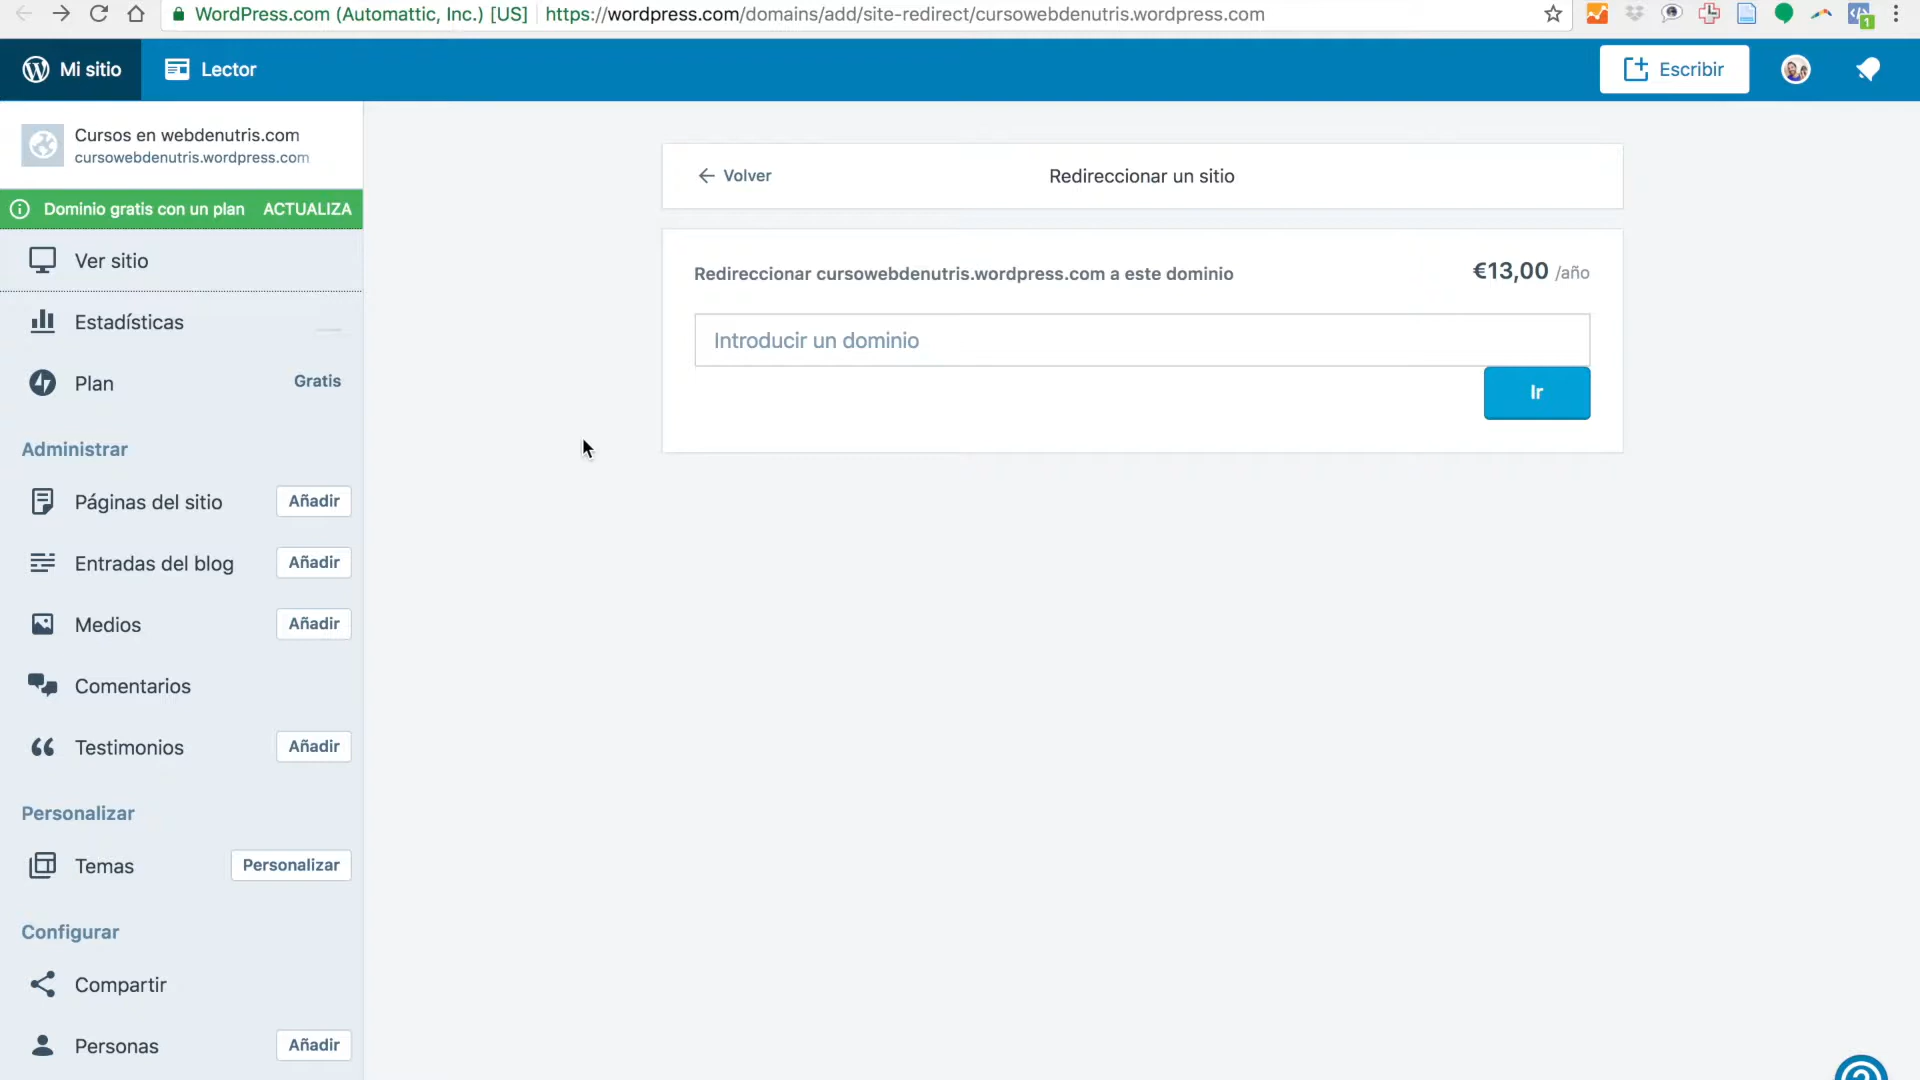 WordPress.com (Automattic, Inc.) [US] https://wordpress.com/domains/add/site-redirect/cursowebdenutris.wordpress.com
1
Mi sitio
Lector
Escribir
Cursos en webdenutris.com
cursowebdenutris.wordpress.com
Dominio gratis con un plan ACTUALIZA
Ver sitio
Estadísticas
Plan Gratis
Administrar
Páginas del sitio Añadir
Entradas del blog Añadir
Medios Añadir
Comentarios
Testimonios Añadir
Personalizar
Temas Personalizar
Configurar
Compartir
Personas Añadir
Volver
Redireccionar un sitio
Redireccionar cursowebdenutris.wordpress.com a este dominio
€13,00 /año
Introducir un dominio
Ir